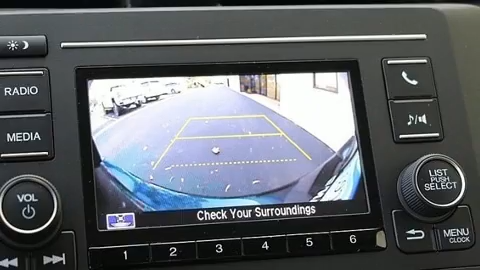 RADIO
MEDIA
VOL
Check Your Surroundings
1 2 3 4 5 6
LIST
PUSH
SELECT
MENU
CLOCK